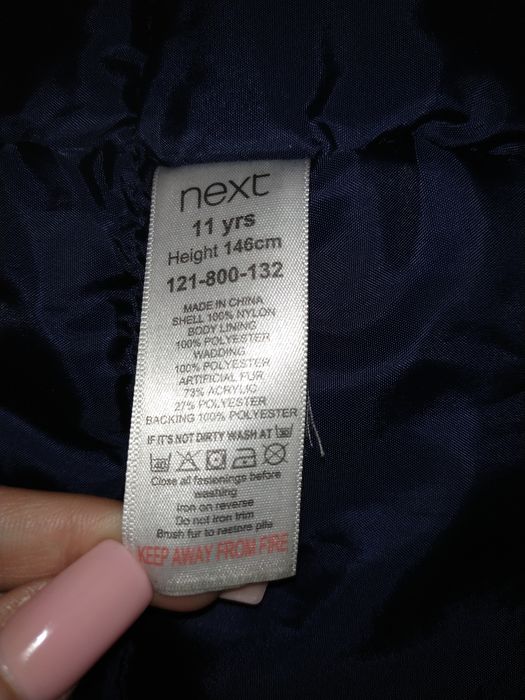 next
11 yrs
Height 146cm
121-800-132
MADE IN CHINA
SHELL 100% NYLON
BODY LINING
100% POLYESTER
WADDING
100% POLYESTER
ARTIFICIAL FUR
73% ACRYLIC
27% POLYESTER
BACKING 100% POLYESTER
IF IT'S NOT DIRTY WASH AT
40
Close all fastenings before
washing
Iron on reverse
Do not iron trim
Brush fur to restore pile
KEEP AWAY FROM FIRE